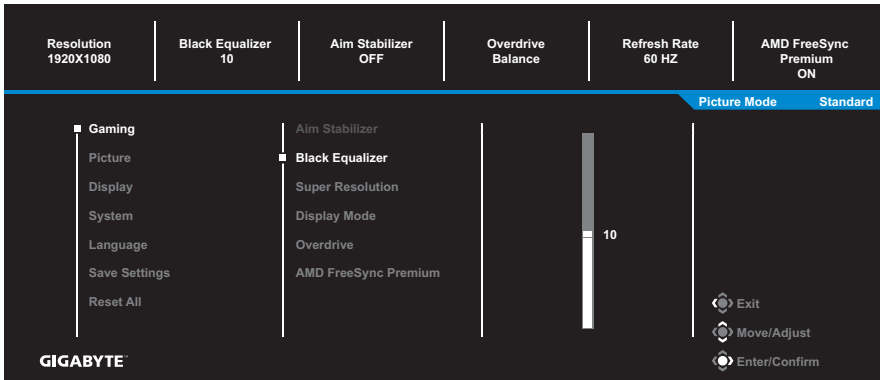 Resolution
1920X1080
Black Equalizer
10
Aim Stabilizer
OFF
Overdrive
Balance
Refresh Rate
60 HZ
AMD FreeSync
Premium
ON
Picture Mode Standard
Gaming
Picture
Display
System
Language
Save Settings
Reset All
Aim Stabilizer
Black Equalizer
Super Resolution
Display Mode
Overdrive
AMD FreeSync Premium
10
Exit
Move/Adjust
Enter/Confirm
GIGABYTE™